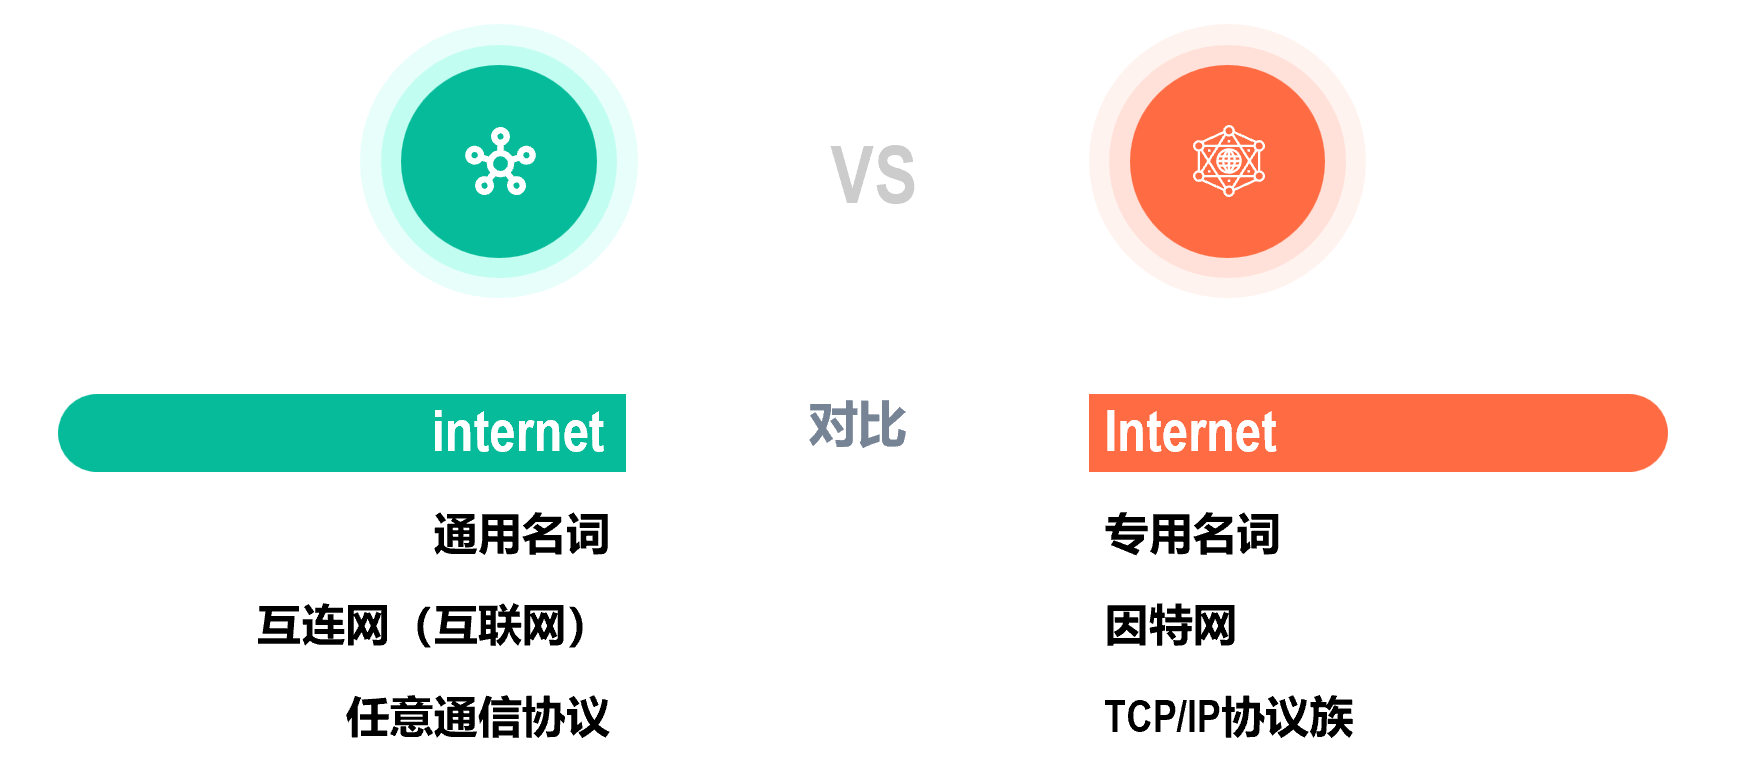 VS
internet
对比
Internet
通用名词
专用名词
互连网（互联网）
因特网
任意通信协议
TCP/IP协议族